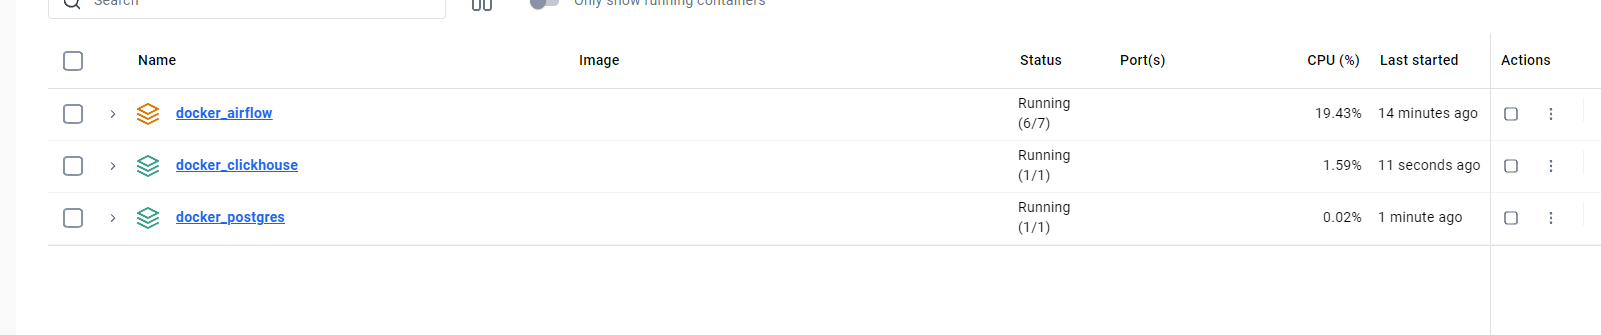 Search Only show running containers
Name Image Status Port(s) CPU (%) Last started Actions
docker_airflow Running (6/7) 19.43% 14 minutes ago
docker_clickhouse Running (1/1) 1.59% 11 seconds ago
docker_postgres Running (1/1) 0.02% 1 minute ago